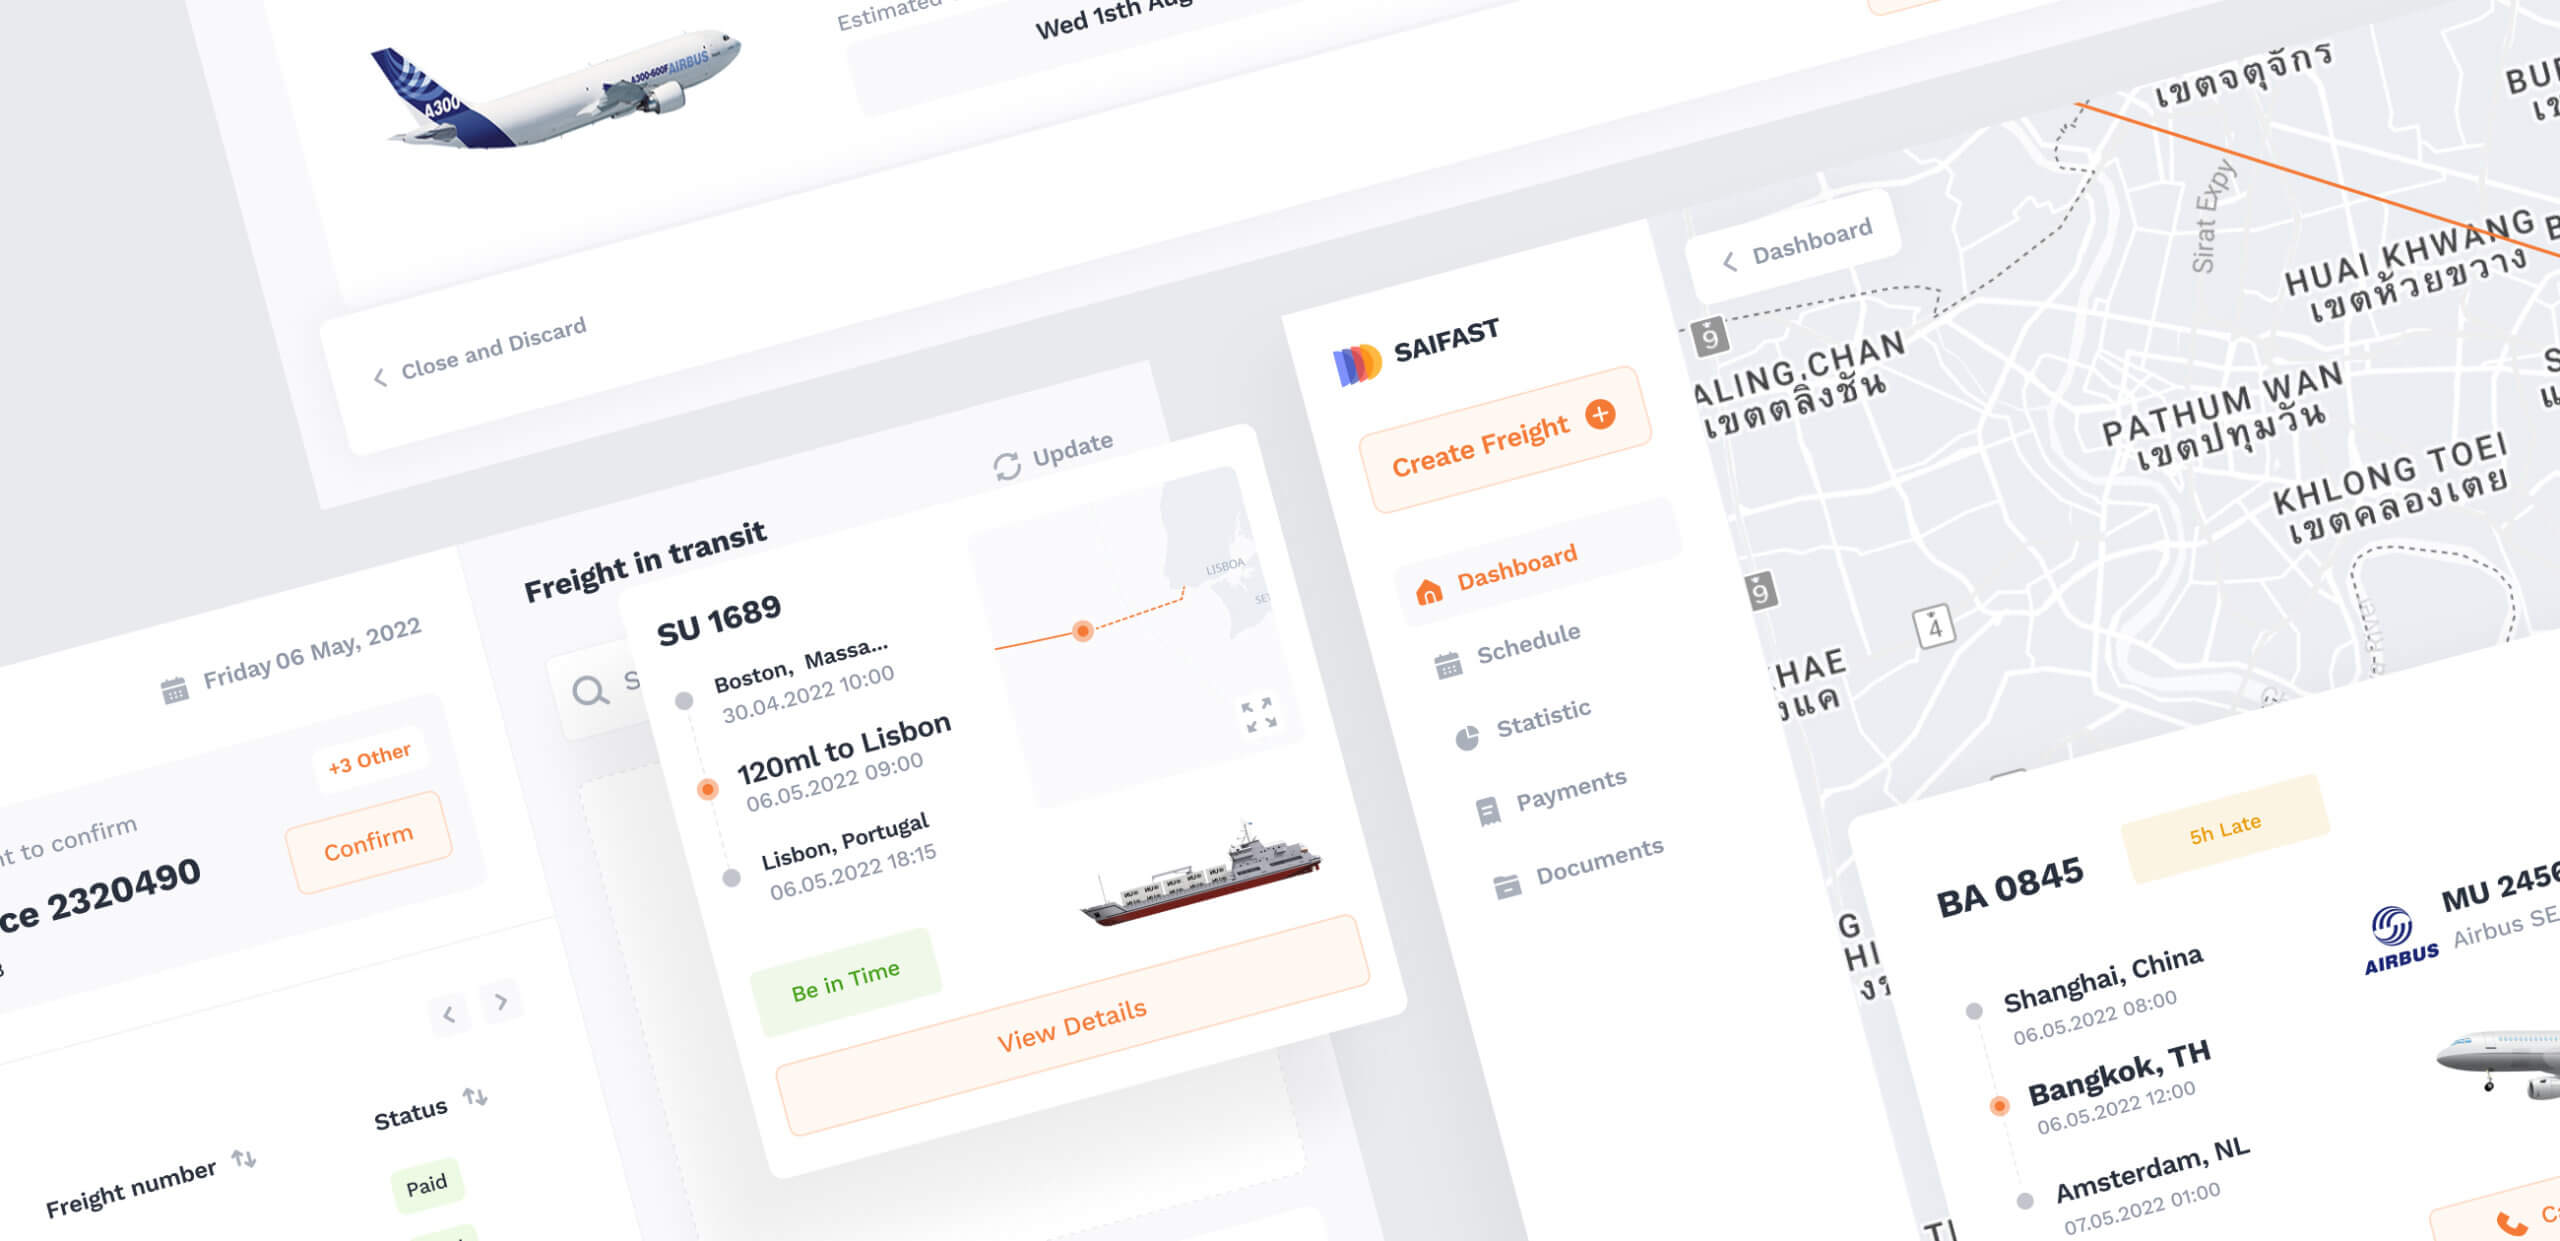 Estimated
Wed 1sth Aug
A300
A300-600F AIRBUS
Close and Discard
Update
Freight in transit
SU 1689
Boston, Massa...
30.04.2022 10:00
120ml to Lisbon
06.05.2022 09:00
Lisbon, Portugal
06.05.2022 18:15
LISBOA
Be in Time
View Details
Friday 06 May, 2022
+3 Other
to confirm
2320490
Confirm
Freight number
Status
Paid
SAIFAST
Create Freight
Dashboard
Schedule
Statistic
Payments
Documents
Dashboard
เขตจตุจักร
Sirat Expy
HUAI KHWANG
เขตห้วยขวาง
9
ALING CHAN
เขตตลิ่งชัน
PATHUM WAN
เขตปทุมวัน
KHLONG TOEI
เขตคลองเตย
9
4
KHAE
งแค
BA 0845
5h Late
MU 2456
Airbus SE
AIRBUS
Shanghai, China
06.05.2022 08:00
Bangkok, TH
06.05.2022 12:00
Amsterdam, NL
07.05.2022 01:00